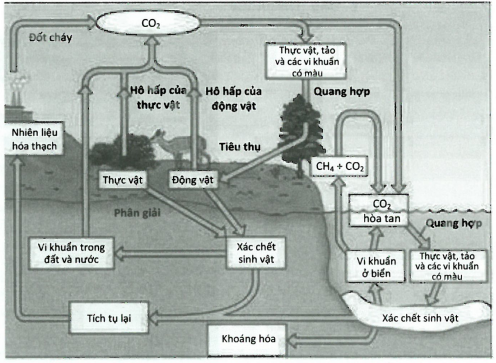 CO2
Đốt cháy
Thực vật, tảo
và các vi khuẩn
có màu
Hô hấp của
thực vật
Hô hấp của
động vật
Quang hợp
Nhiên liệu
hóa thạch
Tiêu thụ
CH4 + CO2
Thực vật
Động vật
CO2
hòa tan
Phân giải
Quang hợp
Vi khuẩn trong
đất và nước
Xác chết
sinh vật
Vi khuẩn
ở biển
Thực vật, tảo
và các vi khuẩn
có màu
Tích tụ lại
Xác chết sinh vật
Khoáng hóa